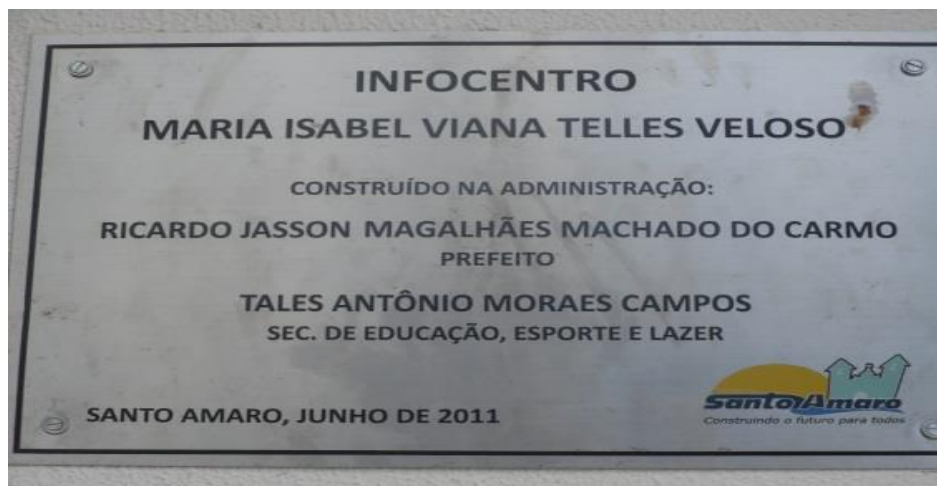 INFOCENTRO
MARIA ISABEL VIANA TELLES VELOSO
CONSTRUÍDO NA ADMINISTRAÇÃO:
RICARDO JASSON MAGALHÃES MACHADO DO CARMO
PREFEITO
TALES ANTÔNIO MORAES CAMPOS
SEC. DE EDUCAÇÃO, ESPORTE E LAZER
SANTO AMARO, JUNHO DE 2011
Santo Amaro
Construindo o futuro para todos